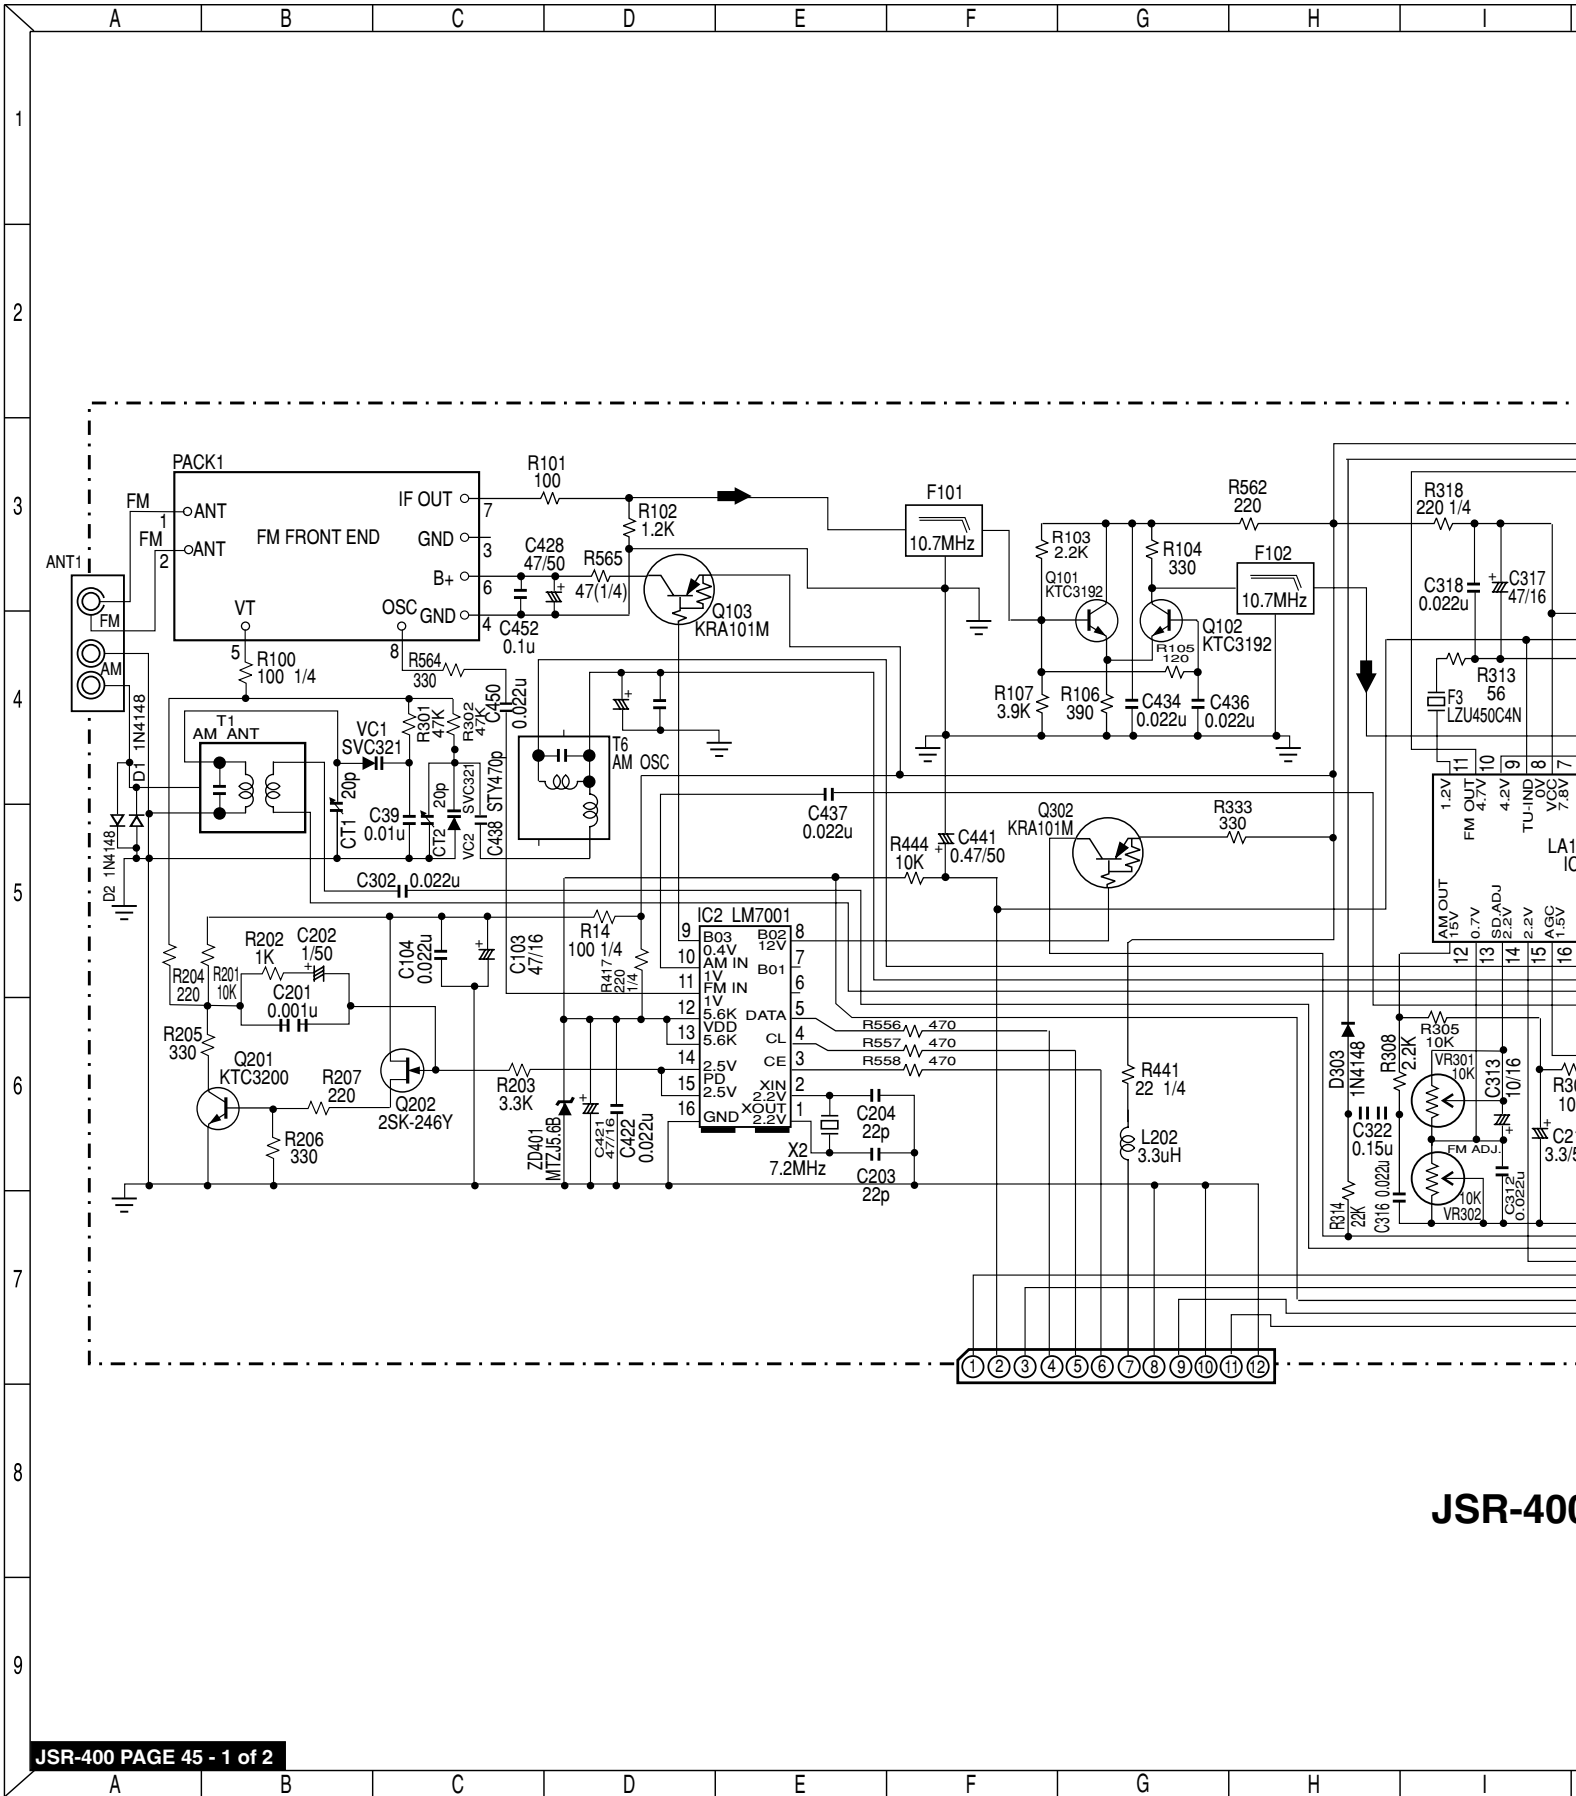 A B C D E F G H I
1
2
3
4
5
6
7
8
9
PACK1
FM FRONT END
FM
1
ANT
FM
2
ANT
IF OUT
7
GND
3
B+
6
OSC
GND
4
VT
5
8
ANT1
FM
AM
R101
100
R102
1.2K
C428
47/50
R565
47(1/4)
C452
0.1u
Q103
KRA101M
F101
10.7MHz
R103
2.2K
Q101
KTC3192
R104
330
R562
220
F102
10.7MHz
Q102
KTC3192
R105
120
R107
3.9K
R106
390
C434
0.022u
C436
0.022u
R318
220 1/4
C318
0.022u
C317
47/16
R313
56
F3
LZU450C4N
R100
100 1/4
R564
330
C450
0.022u
R301
47K
R302
47K
D1 1N4148
D2 1N4148
T1
AM ANT
VC1
SVC321
20p
CT1
C39
0.01u
20p
CT2
SVC321
VC2
C438 STY470p
T6
AM OSC
C302 0.022u
C437
0.022u
R444
10K
C441
0.47/50
Q302
KRA101M
R333
330
11
10
9
8
7
1.2V
FM OUT
4.7V
4.2V
TU-IND
0V
VCC
7.8V
LA1
IC
AM OUT
15V
0.7V
SD.ADJ
2.2V
2.2V
AGC
1.5V
12
13
14
15
16
R204
220
R201
10K
R202
1K
C202
1/50
C201
0.001u
C104
0.022u
C103
47/16
R14
100 1/4
R417
220
1/4
IC2 LM7001
9
B03
0.4V
10
AM IN
1V
11
FM IN
1V
12
5.6K
VDD
13
5.6K
14
2.5V
PD
15
2.5V
16
GND
B02
12V
8
B01
7
6
DATA
5
CL
4
CE
3
XIN
2.2V
2
XOUT
2.2V
1
R205
330
Q201
KTC3200
R207
220
R206
330
Q202
2SK-246Y
R203
3.3K
ZD401
MTZJ5.6B
C421
47/16
C422
0.022u
X2
7.2MHz
C204
22p
C203
22p
R556 470
R557 470
R558 470
R441
22 1/4
L202
3.3uH
D303
1N4148
R308
2.2K
C322
0.15u
R314
22K
C316 0.022u
R305
10K
VR301
10K
C313
10/16
FM ADJ.
10K
VR302
C312
0.022u
R30
10
C21
3.3/5
1 2 3 4 5 6 7 8 9 10 11 12
JSR-400
JSR-400 PAGE 45 - 1 of 2
A B C D E F G H I